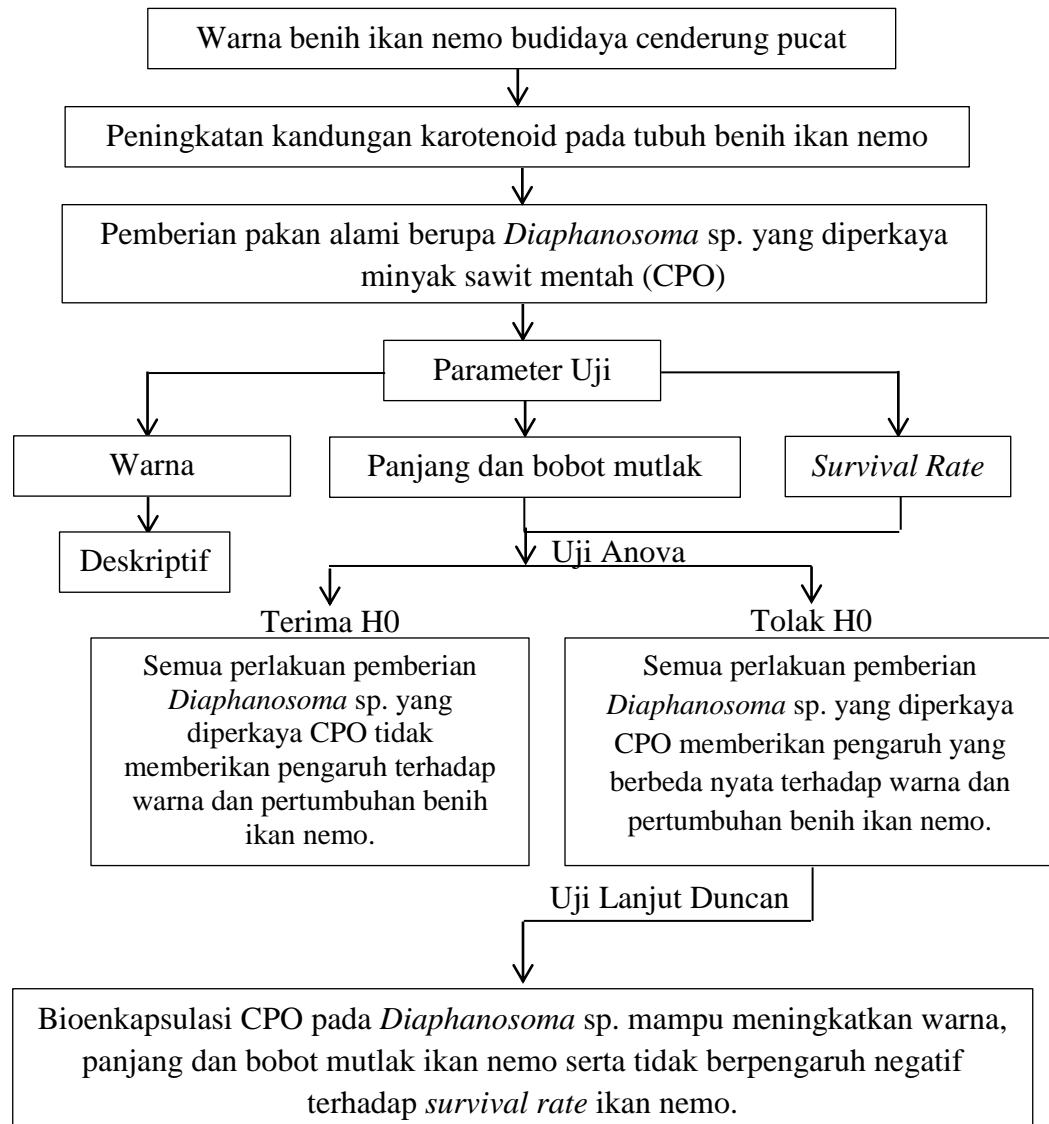 Warna benih ikan nemo budidaya cenderung pucat
Peningkatan kandungan karotenoid pada tubuh benih ikan nemo
Pemberian pakan alami berupa Diaphanosoma sp. yang diperkaya
minyak sawit mentah (CPO)
Parameter Uji
Warna
Panjang dan bobot mutlak
Survival Rate
Deskriptif
Uji Anova
Terima H0
Semua perlakuan pemberian
Diaphanosoma sp. yang
diperkaya CPO tidak
memberikan pengaruh terhadap
warna dan pertumbuhan benih
ikan nemo.
Tolak H0
Semua perlakuan pemberian
Diaphanosoma sp. yang diperkaya
CPO memberikan pengaruh yang
berbeda nyata terhadap warna dan
pertumbuhan benih ikan nemo.
Uji Lanjut Duncan
Bioenkapsulasi CPO pada Diaphanosoma sp. mampu meningkatkan warna,
panjang dan bobot mutlak ikan nemo serta tidak berpengaruh negatif
terhadap survival rate ikan nemo.